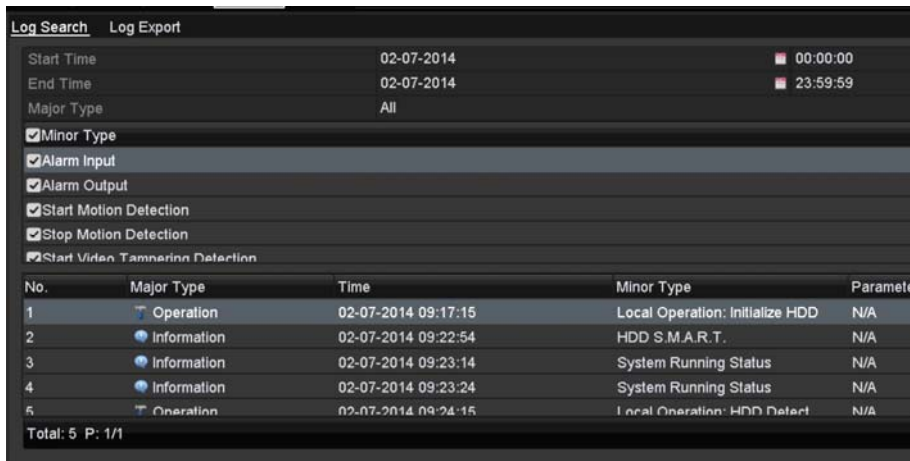 Log Search Log Export
Start Time 02-07-2014 00:00:00
End Time 02-07-2014 23:59:59
Major Type All
Minor Type
Alarm Input
Alarm Output
Start Motion Detection
Stop Motion Detection
Start Video Tampering Detection
No. Major Type Time Minor Type Paramete
1 Operation 02-07-2014 09:17:15 Local Operation: Initialize HDD N/A
2 Information 02-07-2014 09:22:54 HDD S.M.A.R.T. N/A
3 Information 02-07-2014 09:23:14 System Running Status N/A
4 Information 02-07-2014 09:23:24 System Running Status N/A
5 Operation 02-07-2014 09:24:15 Local Operation: HDD Detect N/A
Total: 5 P: 1/1